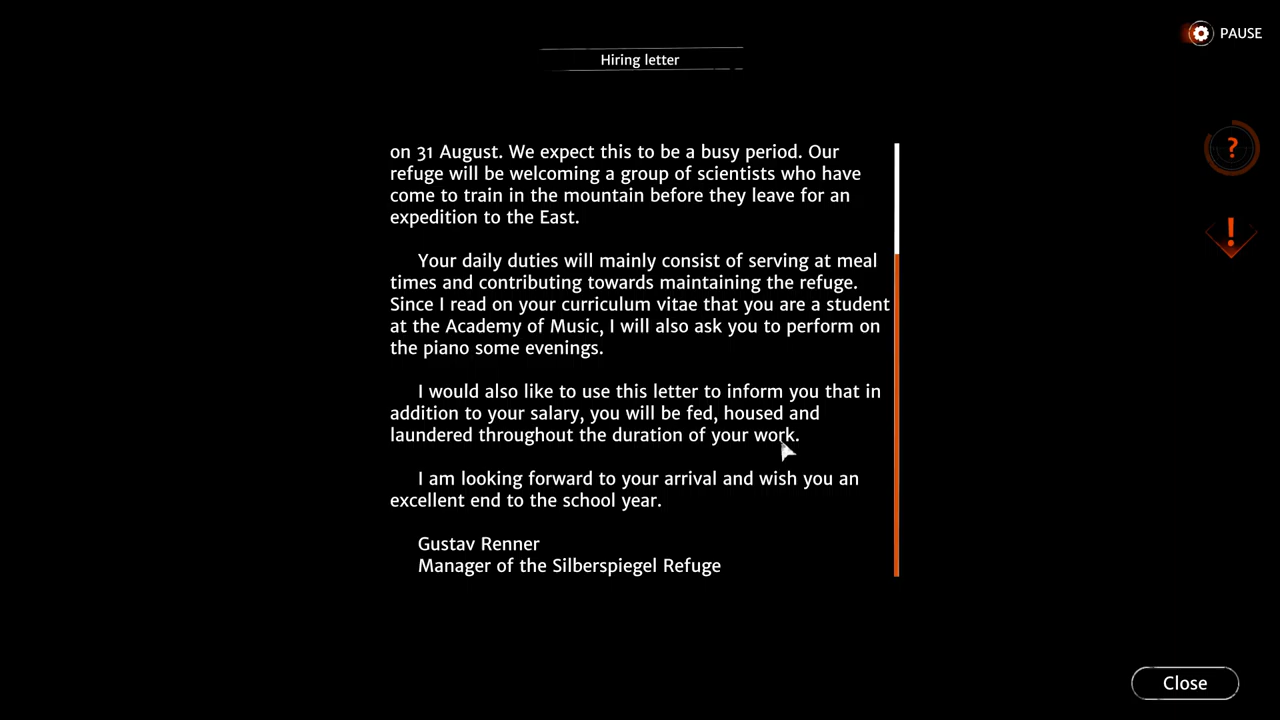 PAUSE
Hiring letter
?
!
on 31 August. We expect this to be a busy period. Our
refuge will be welcoming a group of scientists who have
come to train in the mountain before they leave for an
expedition to the East.
Your daily duties will mainly consist of serving at meal
times and contributing towards maintaining the refuge.
Since I read on your curriculum vitae that you are a student
at the Academy of Music, I will also ask you to perform on
the piano some evenings.
I would also like to use this letter to inform you that in
addition to your salary, you will be fed, housed and
laundered throughout the duration of your work.
I am looking forward to your arrival and wish you an
excellent end to the school year.
Gustav Renner
Manager of the Silberspiegel Refuge
Close